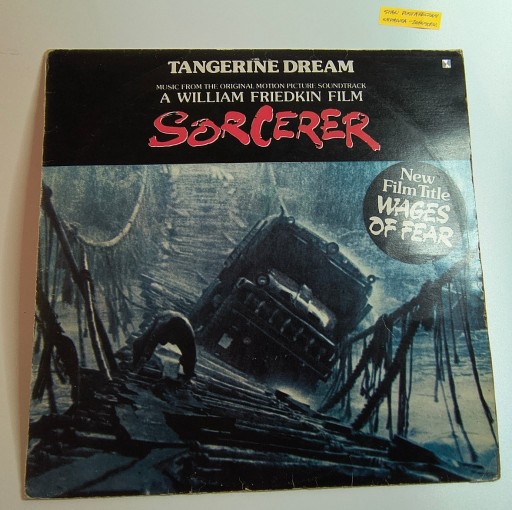 TANGERINE DREAM
MUSIC FROM THE ORIGINAL MOTION PICTURE SOUNDTRACK
A WILLIAM FRIEDKIN FILM
SORCERER
New
Film Title
WAGES
OF FEAR